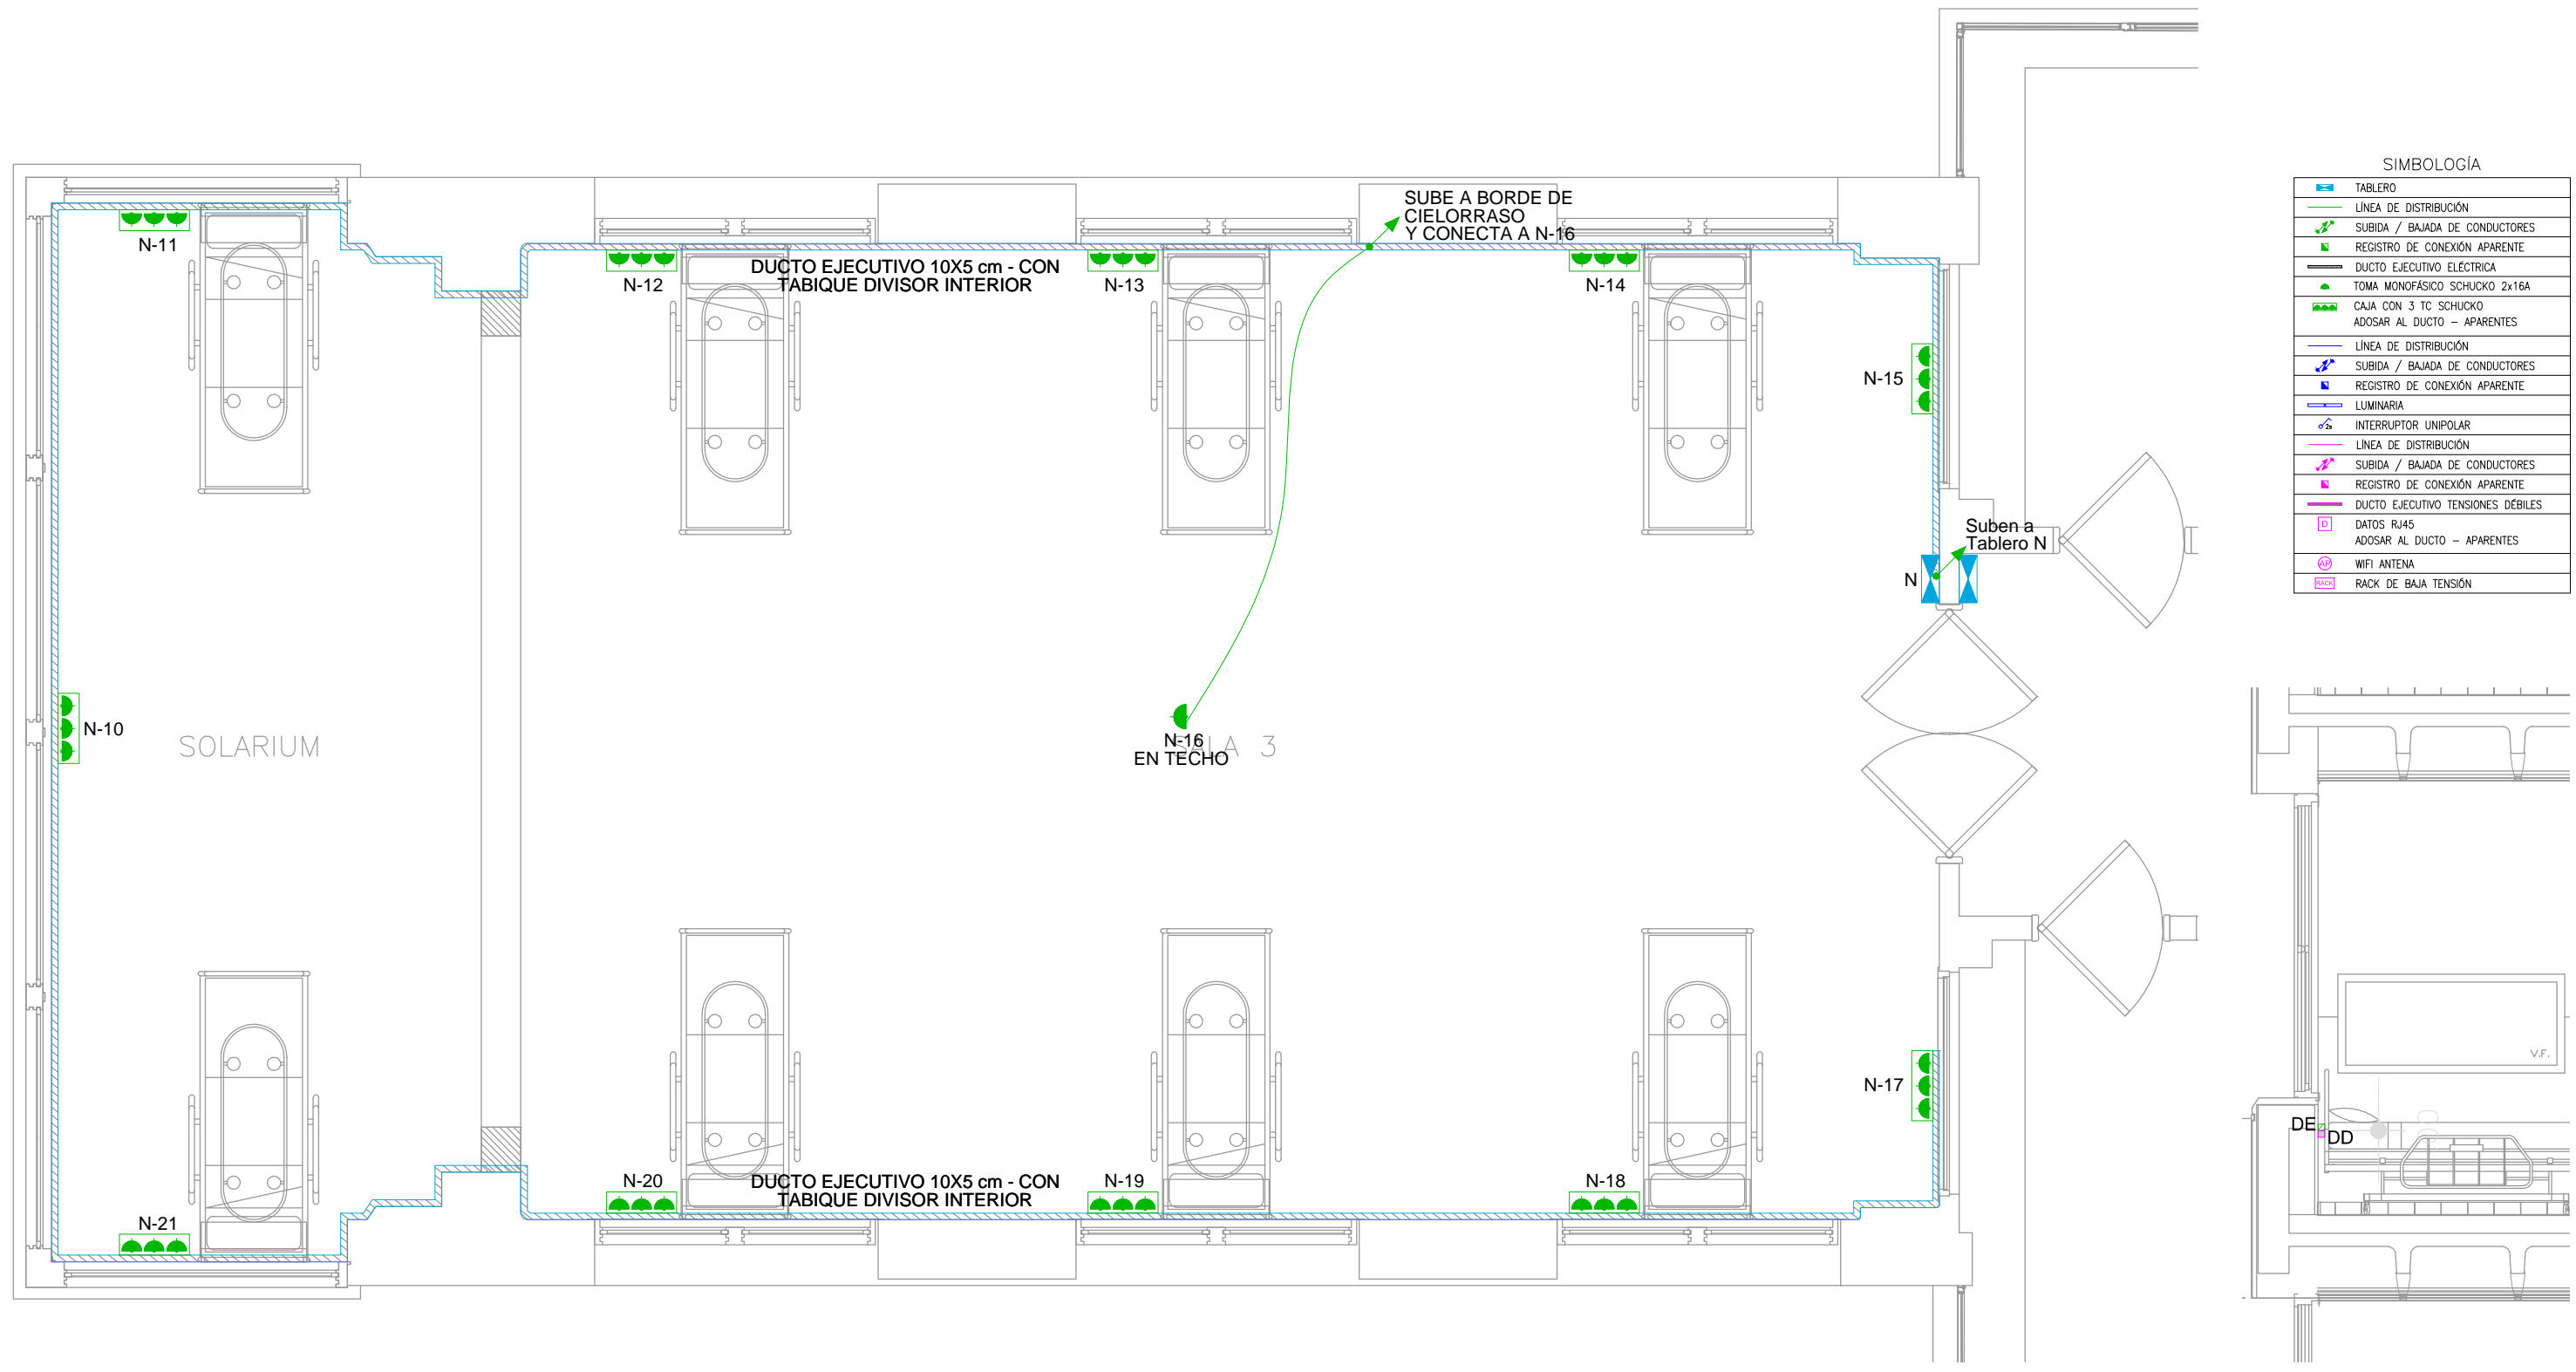 SUBE A BORDE DE
CIELORRASO
Y CONECTA A N-16
N-11
N-12
DUCTO EJECUTIVO 10X5 cm - CON
TABIQUE DIVISOR INTERIOR
N-13
N-14
N-15
Suben a
Tablero N
N
N-10
SOLARIUM
N-16
EN TECHO
SALA 3
N-17
N-21
N-20
DUCTO EJECUTIVO 10X5 cm - CON
TABIQUE DIVISOR INTERIOR
N-19
N-18
SIMBOLOGÍA
TABLERO
LÍNEA DE DISTRIBUCIÓN
SUBIDA / BAJADA DE CONDUCTORES
REGISTRO DE CONEXIÓN APARENTE
DUCTO EJECUTIVO ELÉCTRICA
TOMA MONOFÁSICO SCHUCKO 2x16A
CAJA CON 3 TC SCHUCKO
ADOSAR AL DUCTO – APARENTES
LÍNEA DE DISTRIBUCIÓN
SUBIDA / BAJADA DE CONDUCTORES
REGISTRO DE CONEXIÓN APARENTE
LUMINARIA
INTERRUPTOR UNIPOLAR
LÍNEA DE DISTRIBUCIÓN
SUBIDA / BAJADA DE CONDUCTORES
REGISTRO DE CONEXIÓN APARENTE
DUCTO EJECUTIVO TENSIONES DÉBILES
D DATOS RJ45
ADOSAR AL DUCTO – APARENTES
AP WIFI ANTENA
RACK RACK DE BAJA TENSIÓN
V.F.
DE
DD